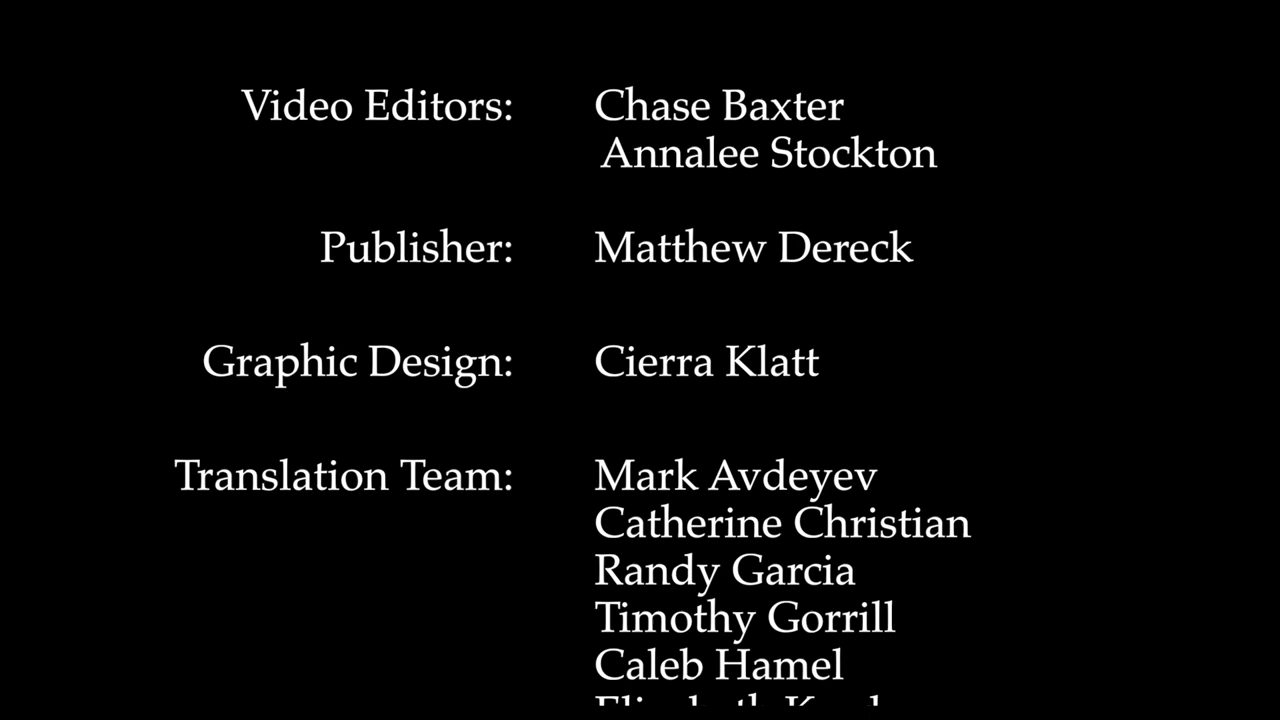 Video Editors: Chase Baxter
Annalee Stockton
Publisher: Matthew Dereck
Graphic Design: Cierra Klatt
Translation Team: Mark Avdeyev
Catherine Christian
Randy Garcia
Timothy Gorrill
Caleb Hamel